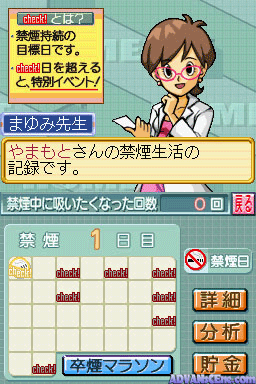 check! とは?
・禁煙持続の
目標日です。
・check!日を超える
と、特別イベント!
まゆみ先生
やまもとさんの禁煙生活の
記録です。
禁煙中に吸いたくなった回数 0 回 戻る
禁煙 1 日目
禁煙日
check! check! check!
check! check!
check!
check!
詳細
分析
貯金
卒煙マラソン
ADVANsCENE.com